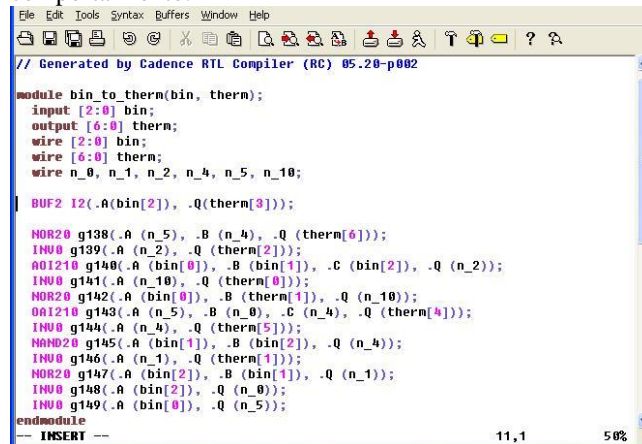 File Edit Tools Syntax Buffers Window Help
// Generated by Cadence RTL Compiler (RC) 05.20-p002
module bin_to_therm(bin, therm);
input [2:0] bin;
output [6:0] therm;
wire [2:0] bin;
wire [6:0] therm;
wire n_0, n_1, n_2, n_4, n_5, n_10;
BUF2 I2(.A(bin[2]), .Q(therm[3]));
NOR20 g138(.A (n_5), .B (n_4), .Q (therm[6]));
INV0 g139(.A (n_2), .Q (therm[2]));
AOI210 g140(.A (bin[0]), .B (bin[1]), .C (bin[2]), .Q (n_2));
INV0 g141(.A (n_10), .Q (therm[0]));
NOR20 g142(.A (bin[0]), .B (therm[1]), .Q (n_10));
OAI210 g143(.A (n_5), .B (n_0), .C (n_4), .Q (therm[4]));
INV0 g144(.A (n_4), .Q (therm[5]));
NAND20 g145(.A (bin[1]), .B (bin[2]), .Q (n_4));
INV0 g146(.A (n_1), .Q (therm[1]));
NOR20 g147(.A (bin[2]), .B (bin[1]), .Q (n_1));
INV0 g148(.A (bin[2]), .Q (n_0));
INV0 g149(.A (bin[0]), .Q (n_5));
endmodule
-- INSERT -- 11,1 50%